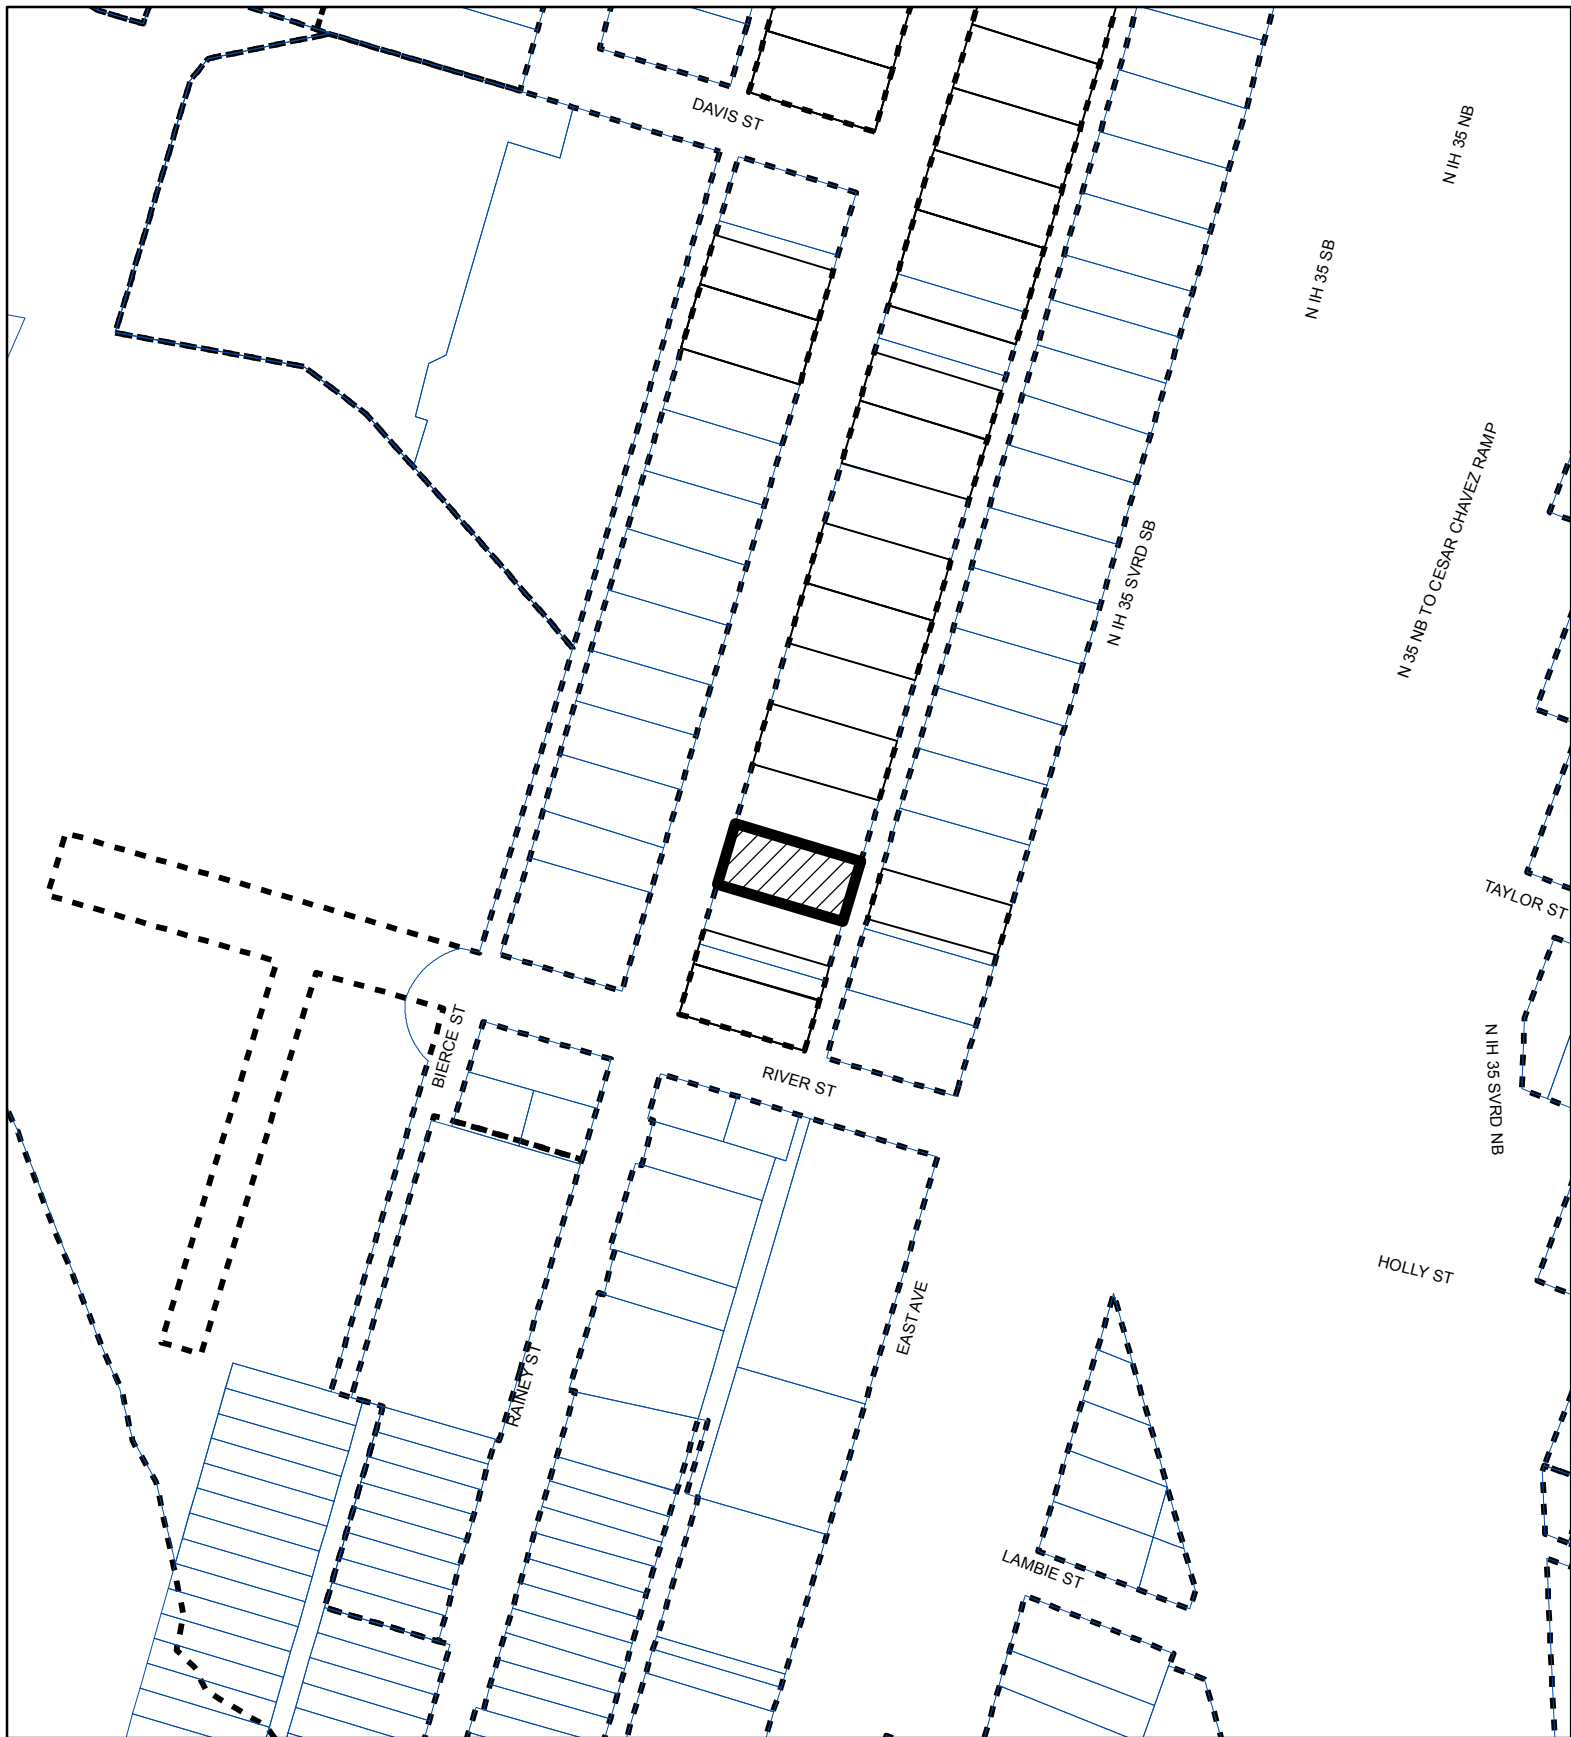 DAVIS ST
N IH 35 NB
N IH 35 SB
N 35 NB TO CESAR CHAVEZ RAMP
N IH 35 SVRD SB
TAYLOR ST
BIERCE ST
RIVER ST
N IH 35 SVRD NB
HOLLY ST
EAST AVE
RAINEY ST
LAMBIE ST